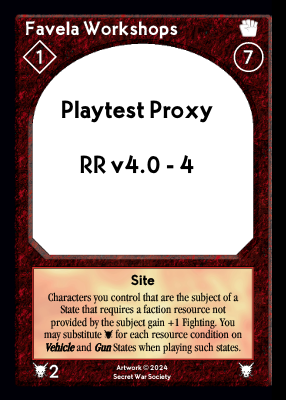 Favela Workshops
1
7
Playtest Proxy
RR v4.0 - 4
Site
Characters you control that are the subject of a
State that requires a faction resource not
provided by the subject gain +1 Fighting. You
may substitute for each resource condition on
Vehicle and Gun States when playing such states.
2
Artwork © 2024
Secret War Society